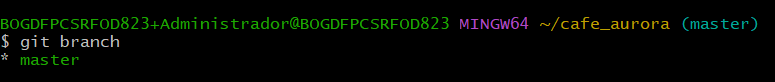 BOGDFPCSRFOD823+Administrador@BOGDFPCSRFOD823 MINGW64 ~/cafe_aurora (master)
$ git branch
* master